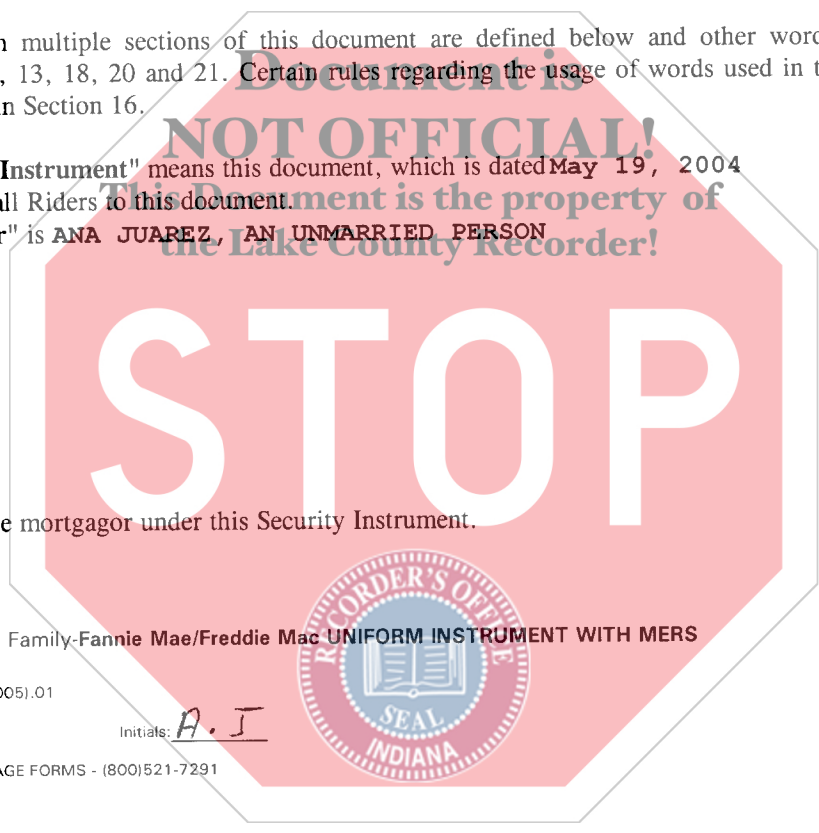 multiple sections of this document are defined below and other
, 13, 18, 20 and 21. Certain rules regarding the usage of words used in
Document is
n Section 16.
NOT OFFICIAL!
Instrument" means this document, which is dated May 19, 2004
all Riders to this document.
This Document is the property of
" is ANA JUAREZ, AN UNMARRIED PERSON
the Lake County Recorder!
STOP
e mortgagor under this Security Instrument.
RECORDER'S OFFICE
Family-Fannie Mae/Freddie Mac UNIFORM INSTRUMENT WITH MERS
005).01
SEAL
Initials: A. I
INDIANA
AGE FORMS - (800)521-7291